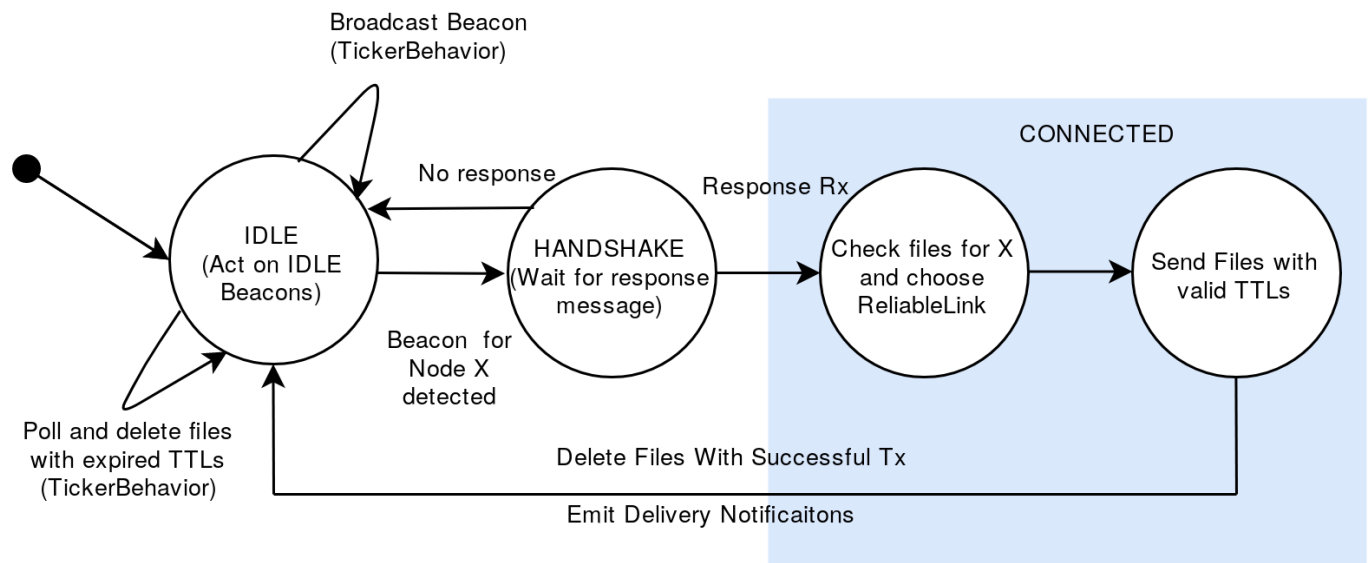 Broadcast Beacon
(TickerBehavior)
CONNECTED
No response
Response Rx
IDLE
(Act on IDLE
Beacons)
HANDSHAKE
(Wait for response
message)
Check files for X
and choose
ReliableLink
Send Files with
valid TTLs
Beacon for
Node X
detected
Poll and delete files
with expired TTLs
(TickerBehavior)
Delete Files With Successful Tx
Emit Delivery Notificaitons